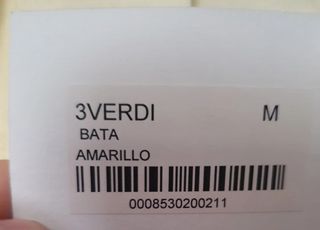 3VERDI M
BATA
AMARILLO
0008530200211